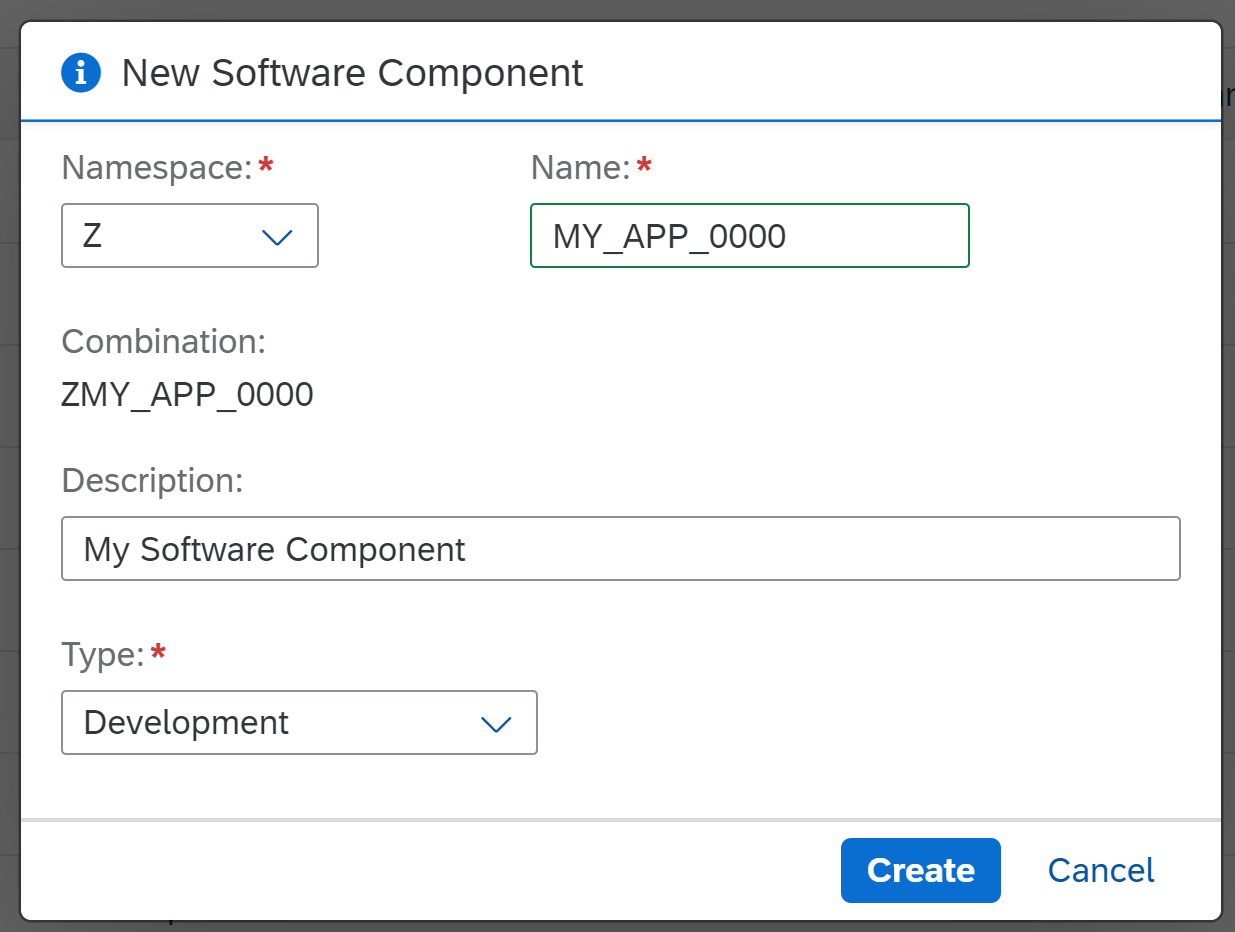 New Software Component
Namespace:* Name:*
Z MY_APP_0000
Combination:
ZMY_APP_0000
Description:
My Software Component
Type:*
Development
Create Cancel